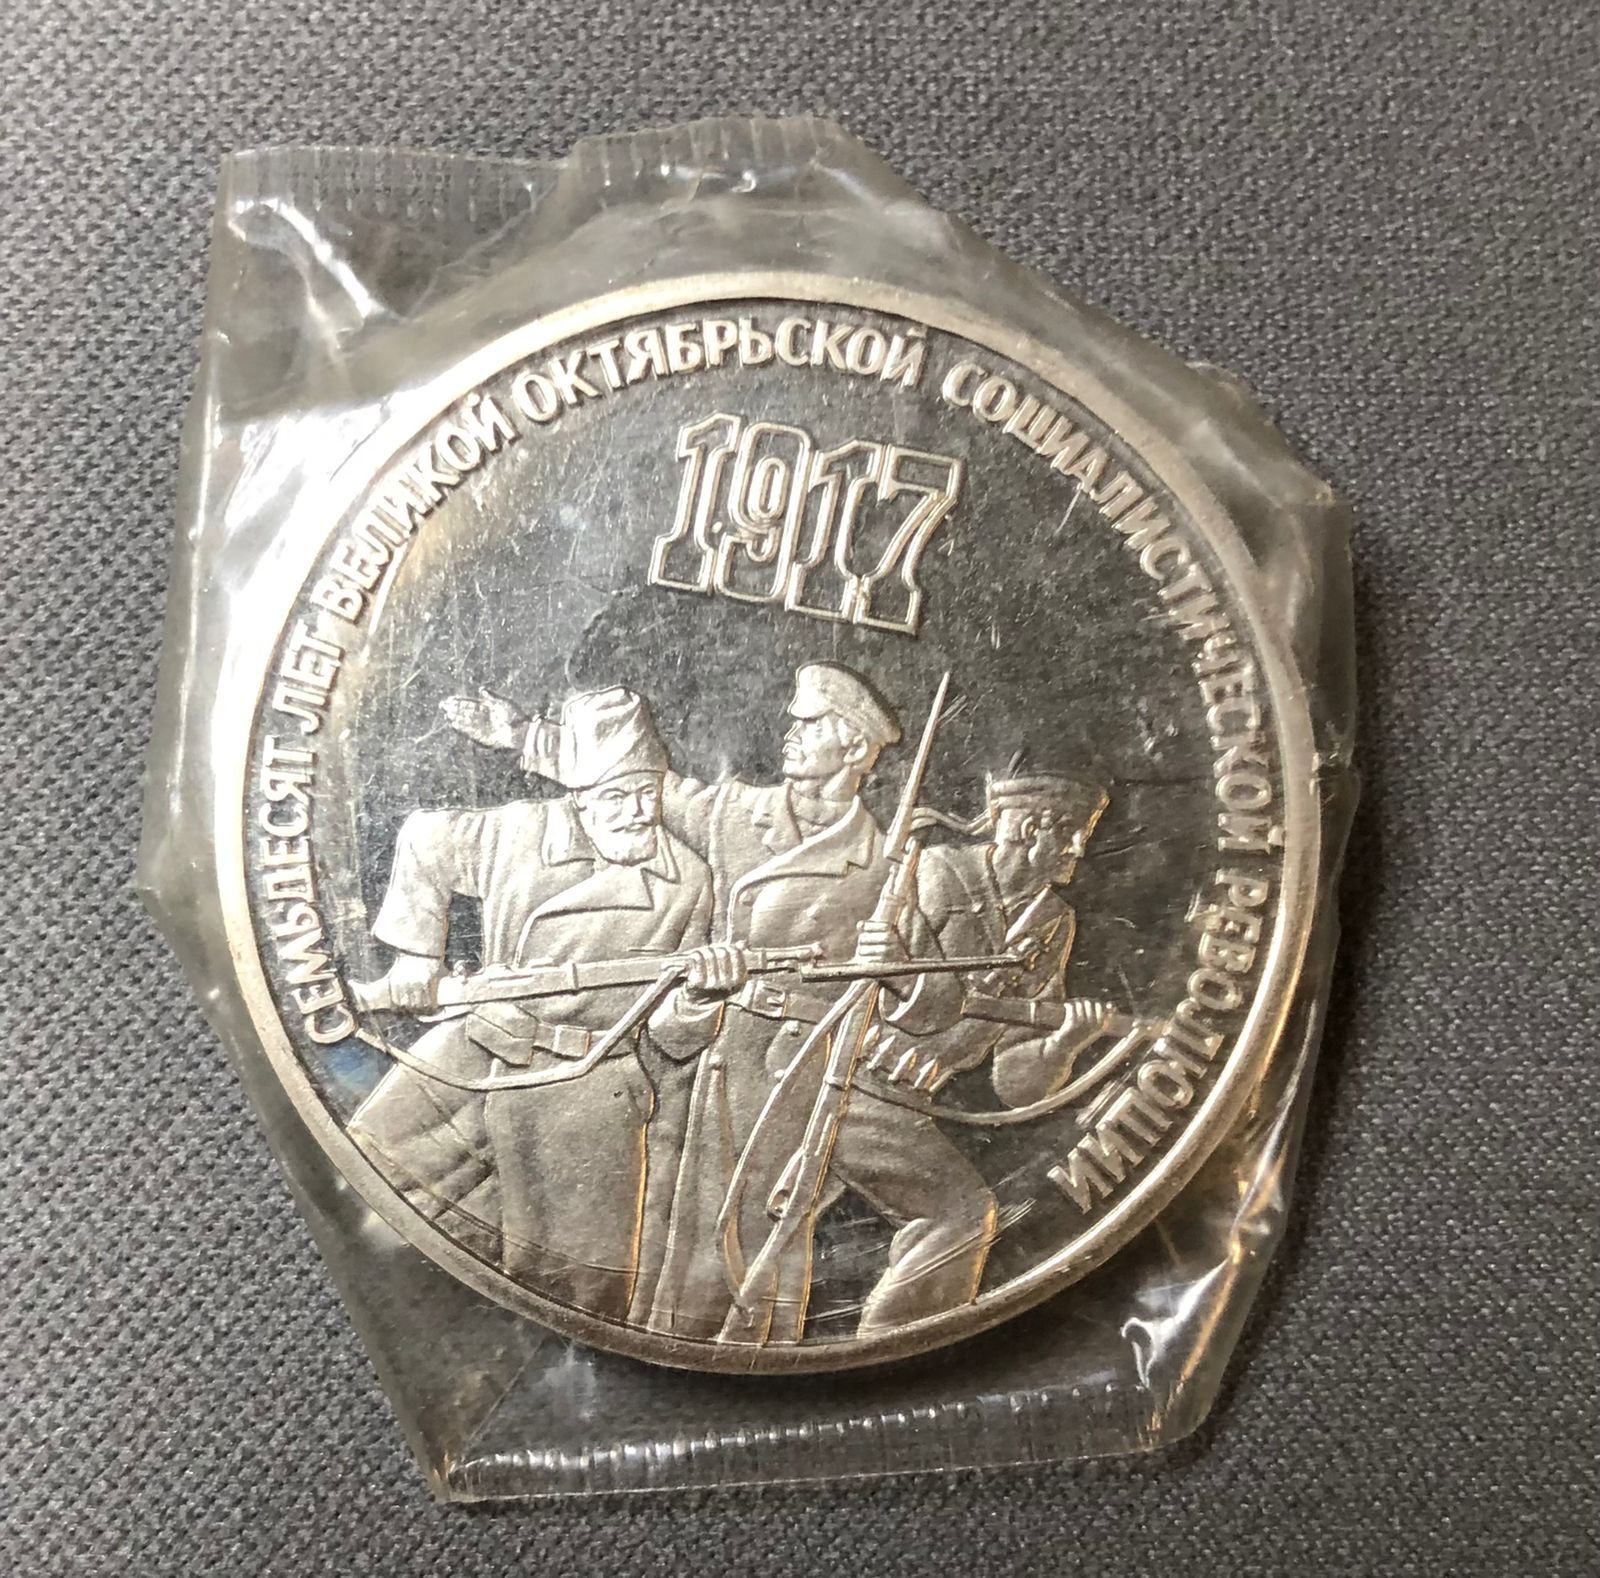 СЕМЬДЕСЯТ ЛЕТ ВЕЛИКОЙ ОКТЯБРЬСКОЙ СОЦИАЛИСТИЧЕСКОЙ РЕВОЛЮЦИИ
1917